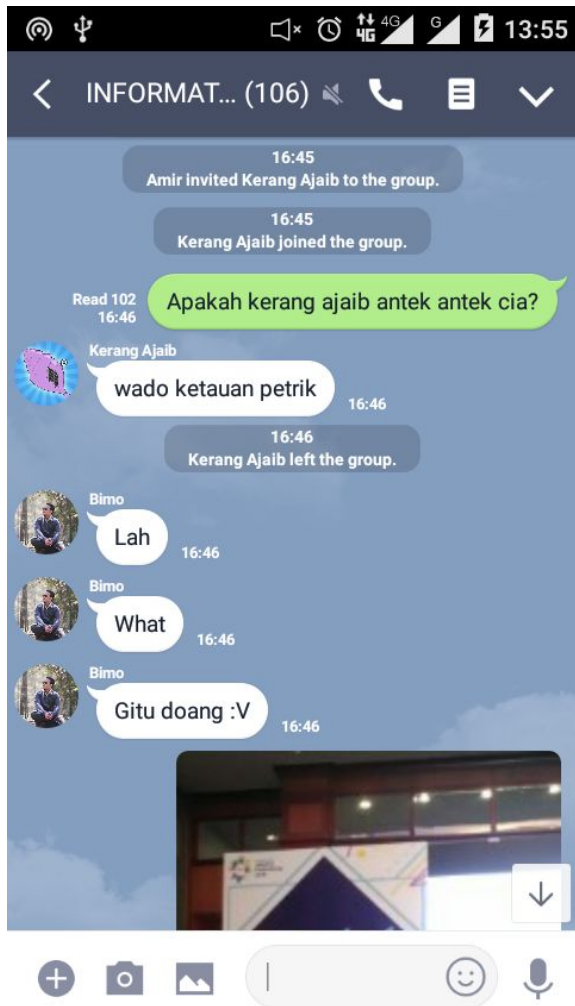 4G 4G G 13:55
INFORMAT... (106)
16:45
Amir invited Kerang Ajaib to the group.
16:45
Kerang Ajaib joined the group.
Read 102
16:46
Apakah kerang ajaib antek antek cia?
Kerang Ajaib
wado ketauan petrik
16:46
16:46
Kerang Ajaib left the group.
Bimo
Lah
16:46
Bimo
What
16:46
Bimo
Gitu doang :V
16:46